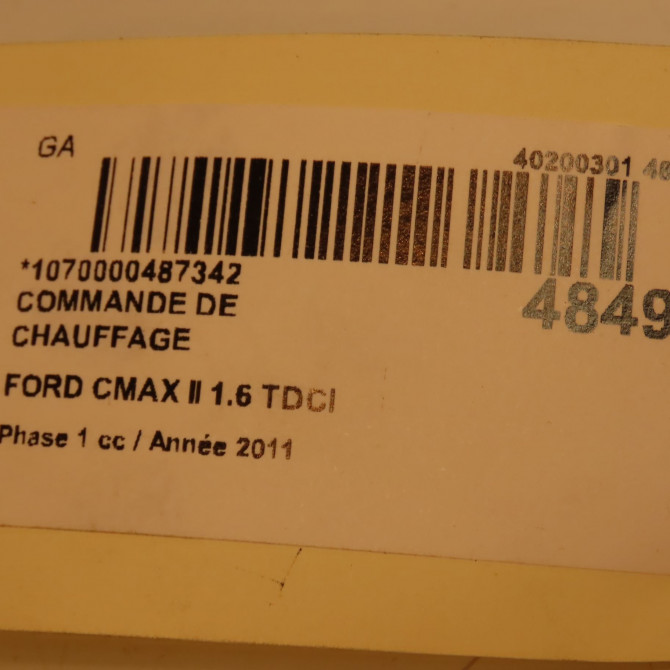 GA
40200301
*1070000487342
4849
COMMANDE DE
CHAUFFAGE
FORD CMAX II 1.6 TDCI
Phase 1 cc / Année 2011